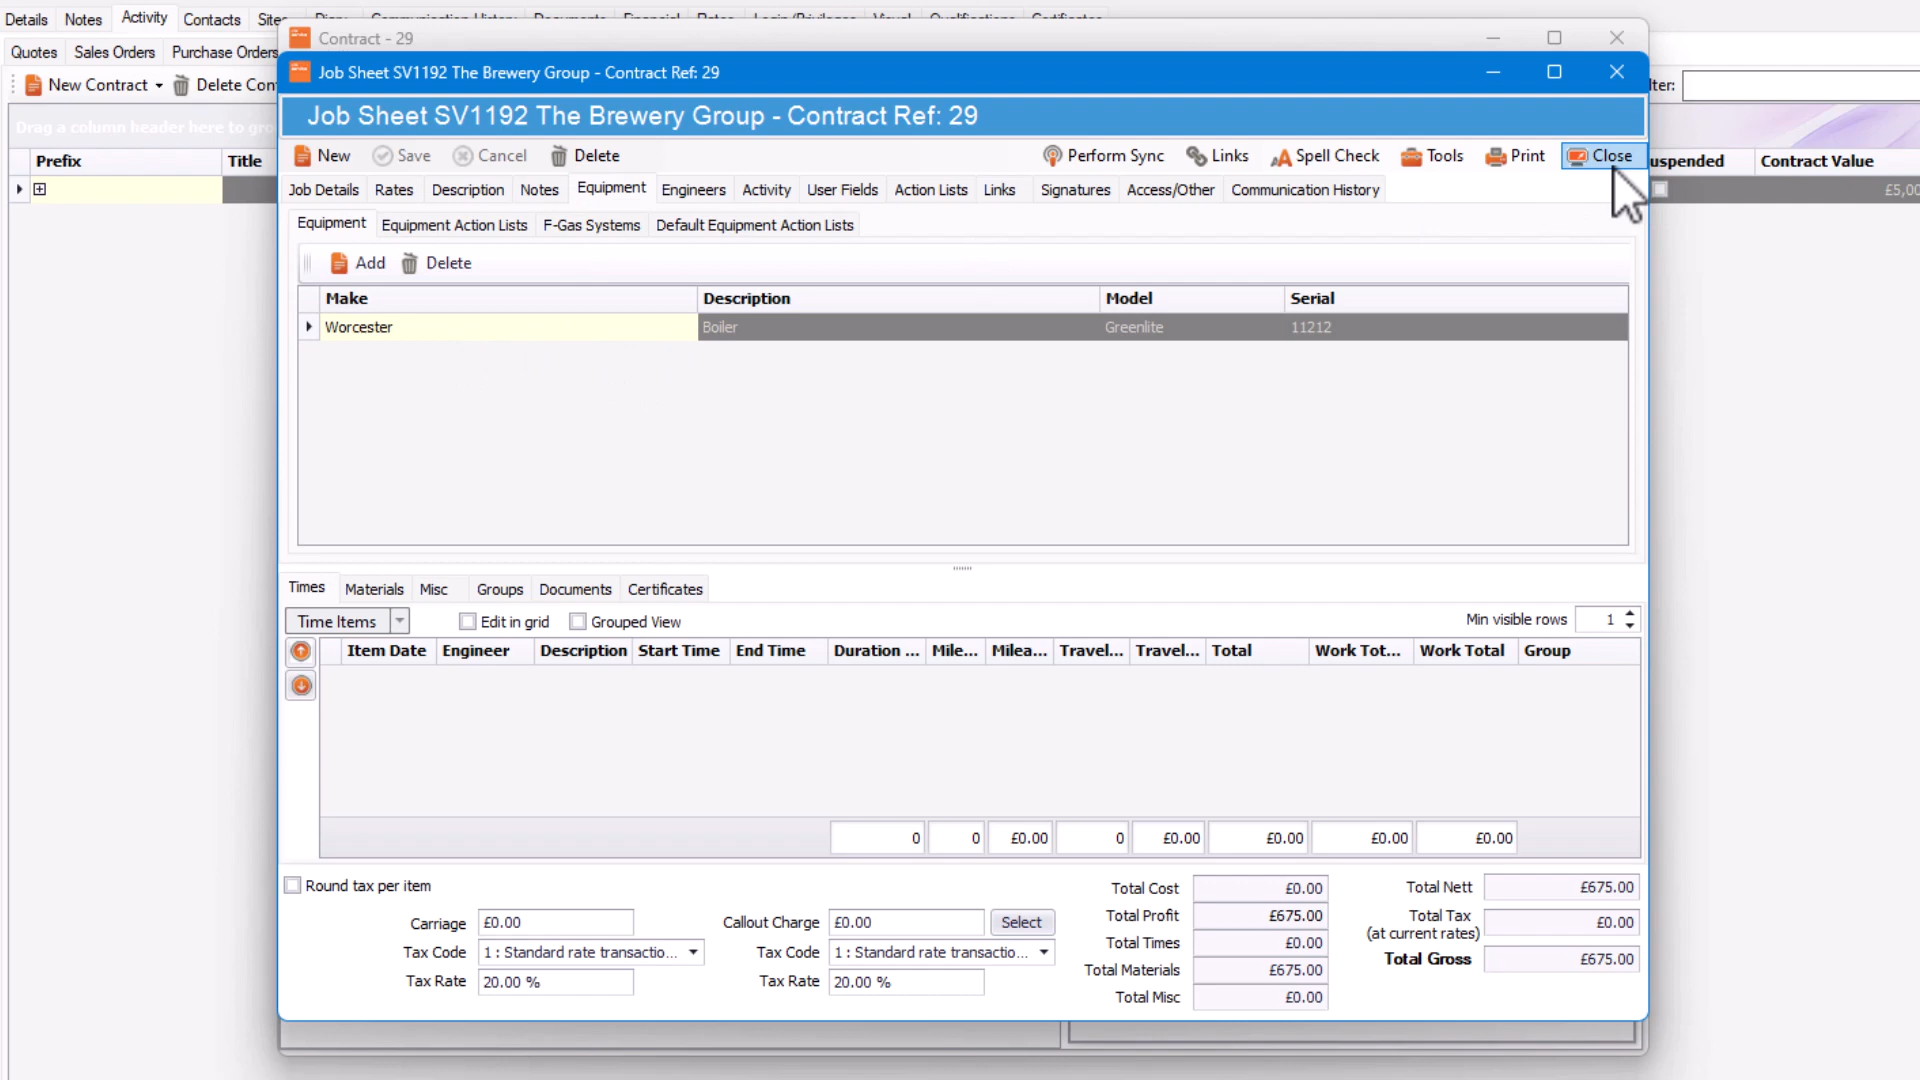 Details Notes Activity Contacts Sites Diary Communication History Documents Financial Rates Login/Privileges Visual Qualifications Certificates
Contract - 29
Quotes Sales Orders Purchase Orders
Job Sheet SV1192 The Brewery Group - Contract Ref: 29
New Contract Delete Con lter:
Job Sheet SV1192 The Brewery Group - Contract Ref: 29
Drag a column header here to gro
New Save Cancel Delete Perform Sync Links Spell Check Tools Print Close
Prefix Title uspended Contract Value
Job Details Rates Description Notes Equipment Engineers Activity User Fields Action Lists Links Signatures Access/Other Communication History
£5,00
Equipment Equipment Action Lists F-Gas Systems Default Equipment Action Lists
Add Delete
Make Description Model Serial
Worcester Boiler Greenlite 11212
Times Materials Misc Groups Documents Certificates
Time Items Edit in grid Grouped View Min visible rows 1
Item Date Engineer Description Start Time End Time Duration ... Mile... Milea... Travel... Travel... Total Work Tot... Work Total Group
0 0 £0.00 0 £0.00 £0.00 £0.00 £0.00
Round tax per item
Total Cost £0.00 Total Nett £675.00
Carriage £0.00 Callout Charge £0.00 Select Total Profit £675.00 Total Tax £0.00
(at current rates)
Tax Code 1 : Standard rate transactio... Tax Code 1 : Standard rate transactio... Total Times £0.00 Total Gross £675.00
Tax Rate 20.00 % Tax Rate 20.00 % Total Materials £675.00
Total Misc £0.00